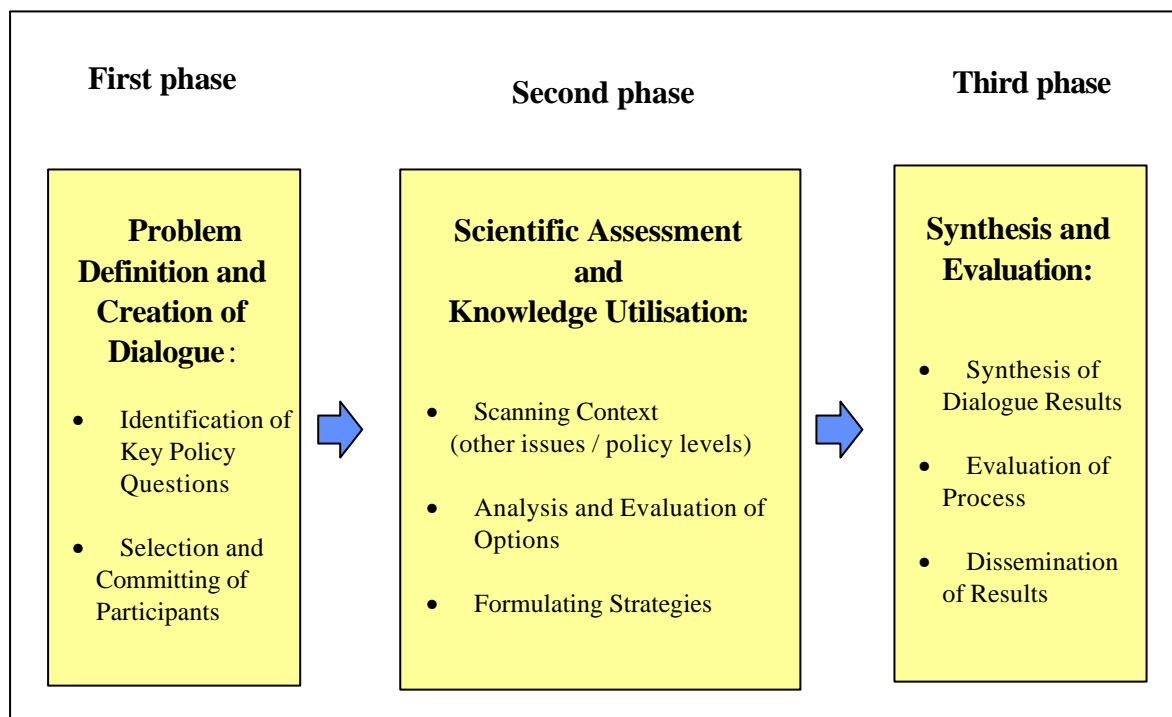 First phase
Second phase
Third phase
Problem
Definition and
Creation of
Dialogue:
• Identification of
Key Policy
Questions
• Selection and
Committing of
Participants
Scientific Assessment
and
Knowledge Utilisation:
• Scanning Context
(other issues / policy levels)
• Analysis and Evaluation of
Options
• Formulating Strategies
Synthesis and
Evaluation:
• Synthesis of
Dialogue Results
• Evaluation of
Process
• Dissemination
of Results